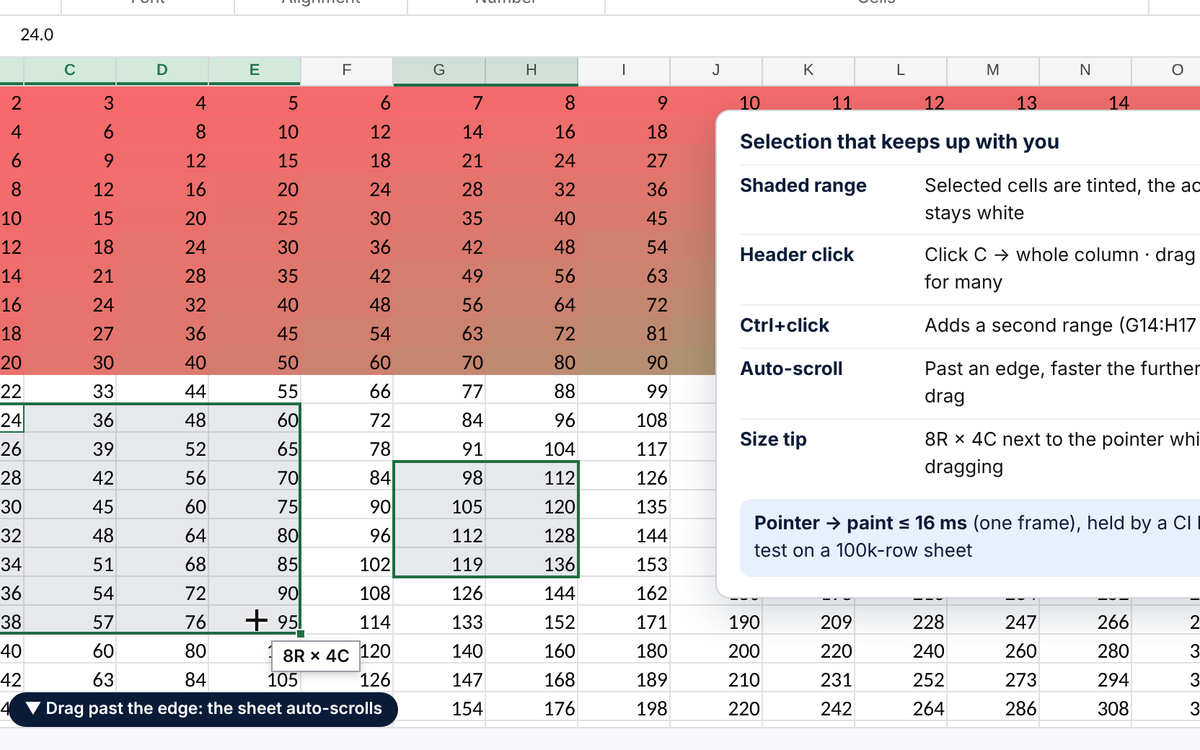 24.0
C D E F G H I J K L M N O
2 3 4 5 6 7 8 9 10 11 12 13 14
4 6 8 10 12 14 16 18
6 9 12 15 18 21 24 27
8 12 16 20 24 28 32 36
10 15 20 25 30 35 40 45
12 18 24 30 36 42 48 54
14 21 28 35 42 49 56 63
16 24 32 40 48 56 64 72
18 27 36 45 54 63 72 81
20 30 40 50 60 70 80 90
22 33 44 55 66 77 88 99
24 36 48 60 72 84 96 108
26 39 52 65 78 91 104 117
28 42 56 70 84 98 112 126
30 45 60 75 90 105 120 135
32 48 64 80 96 112 128 144
34 51 68 85 102 119 136 153
36 54 72 90 108 126 144 162
38 57 76 95 114 133 152 171 190 209 228 247 266
40 60 80 120 140 160 180 200 220 240 260 280
42 63 84 105 126 147 168 189 210 231 252 273 294
154 176 198 220 242 264 286 308
Selection that keeps up with you
Shaded range Selected cells are tinted, the
stays white
Header click Click C → whole column · drag
for many
Ctrl+click Adds a second range (G14:H17
Auto-scroll Past an edge, faster the further
drag
Size tip 8R × 4C next to the pointer
dragging
Pointer → paint ≤ 16 ms (one frame), held by a CI
test on a 100k-row sheet
8R × 4C
▼ Drag past the edge: the sheet auto-scrolls